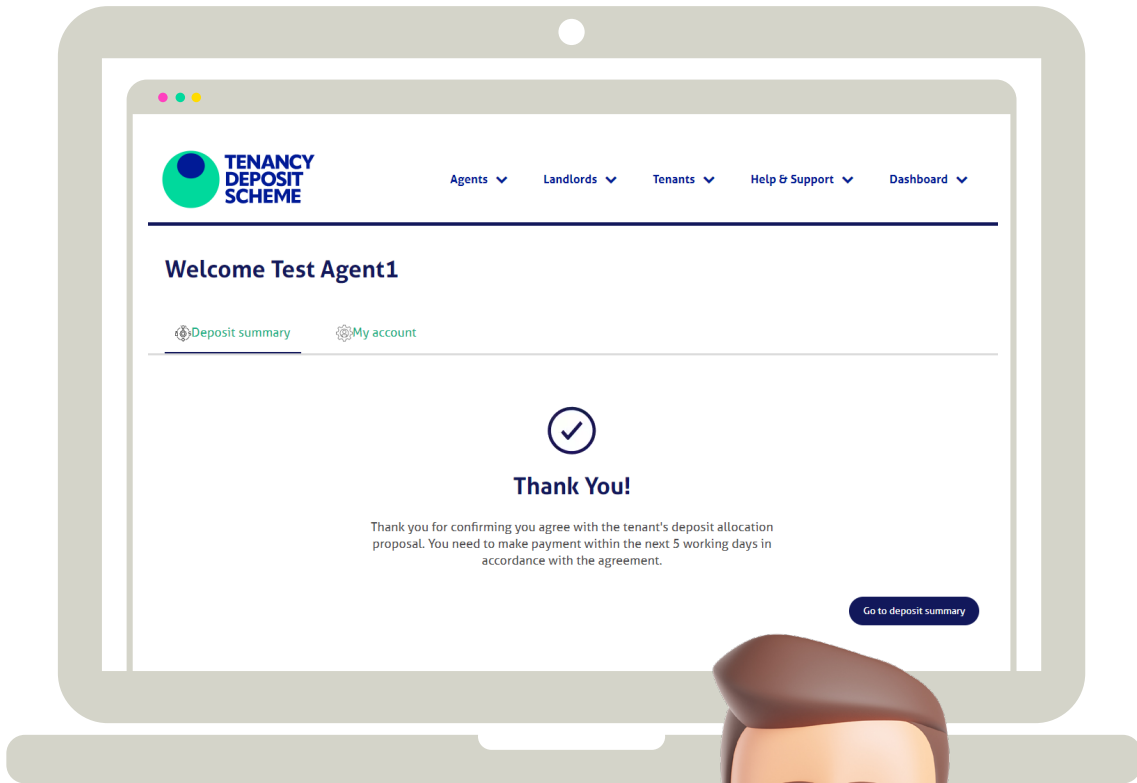 TENANCY
DEPOSIT
SCHEME
Agents
Landlords
Tenants
Help & Support
Dashboard
Welcome Test Agent1
Deposit summary
My account
Thank You!
Thank you for confirming you agree with the tenant's deposit allocation
proposal. You need to make payment within the next 5 working days in
accordance with the agreement.
Go to deposit summary